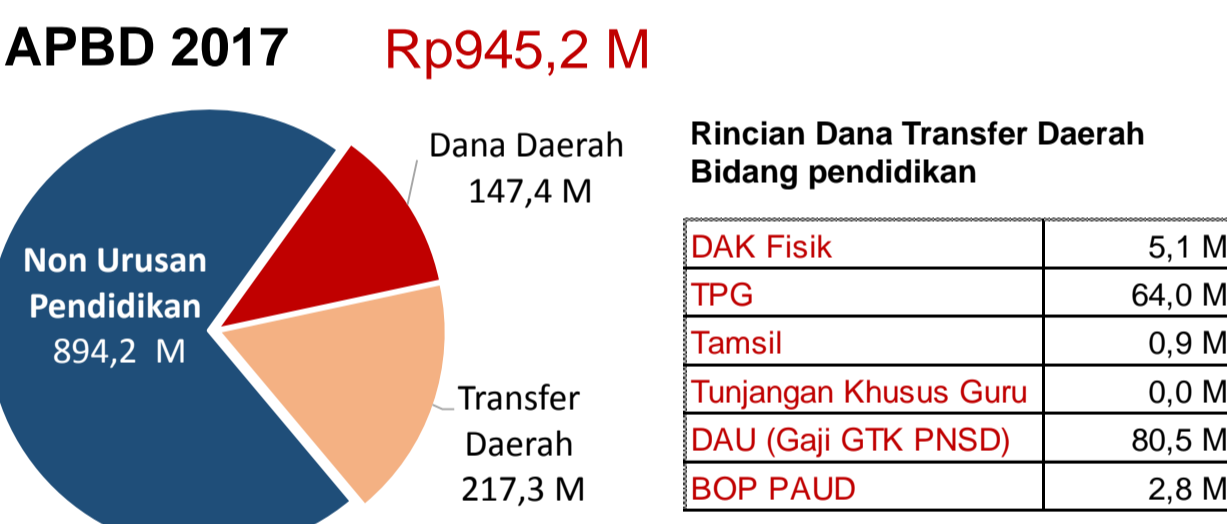 APBD 2017 Rp945,2 M
Dana Daerah
147,4 M
Non Urusan
Pendidikan
894,2 M
Transfer
Daerah
217,3 M
Rincian Dana Transfer Daerah
Bidang pendidikan
DAK Fisik 5,1 M
TPG 64,0 M
Tamsil 0,9 M
Tunjangan Khusus Guru 0,0 M
DAU (Gaji GTK PNSD) 80,5 M
BOP PAUD 2,8 M